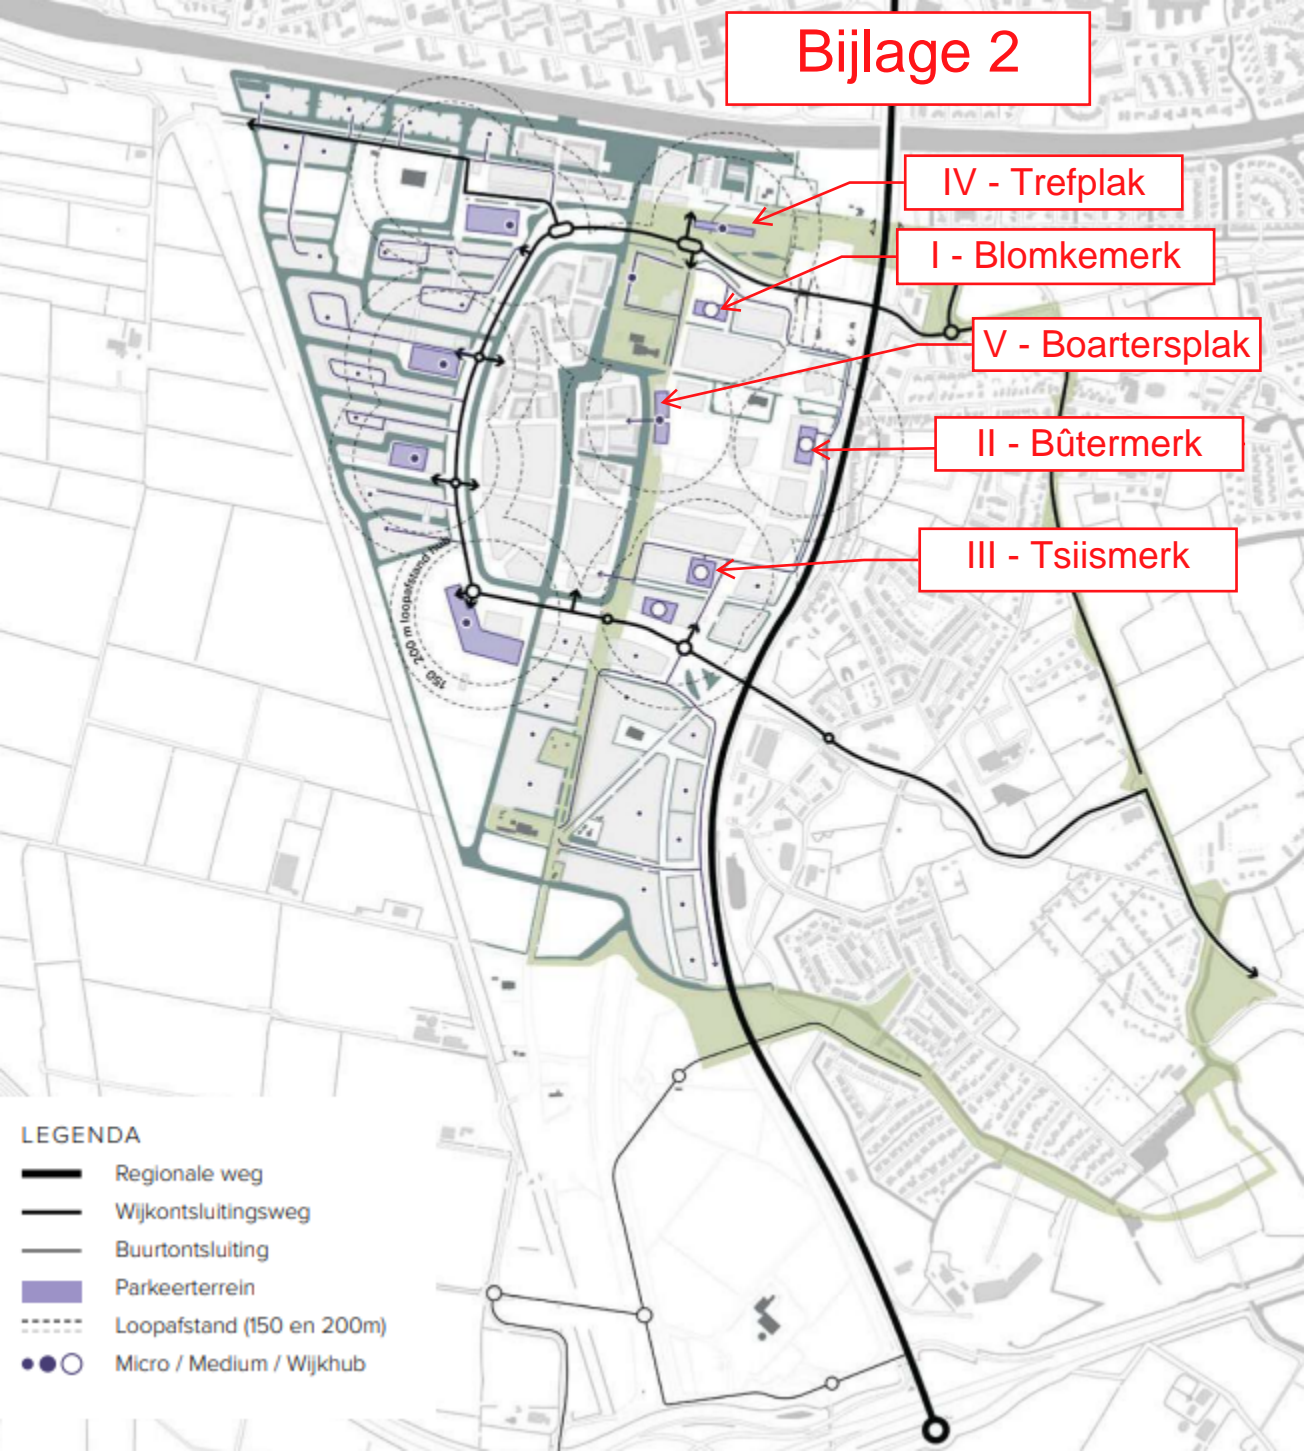 Bijlage 2
IV - Trefplak
I - Blomkemerk
V - Boartersplak
II - Bûtermerk
III - Tsiismerk
150 - 200 m loopafstand hub
LEGENDA
Regionale weg
Wijkontsluitingsweg
Buurtontsluiting
Parkeerterrein
Loopafstand (150 en 200m)
Micro / Medium / Wijkhub